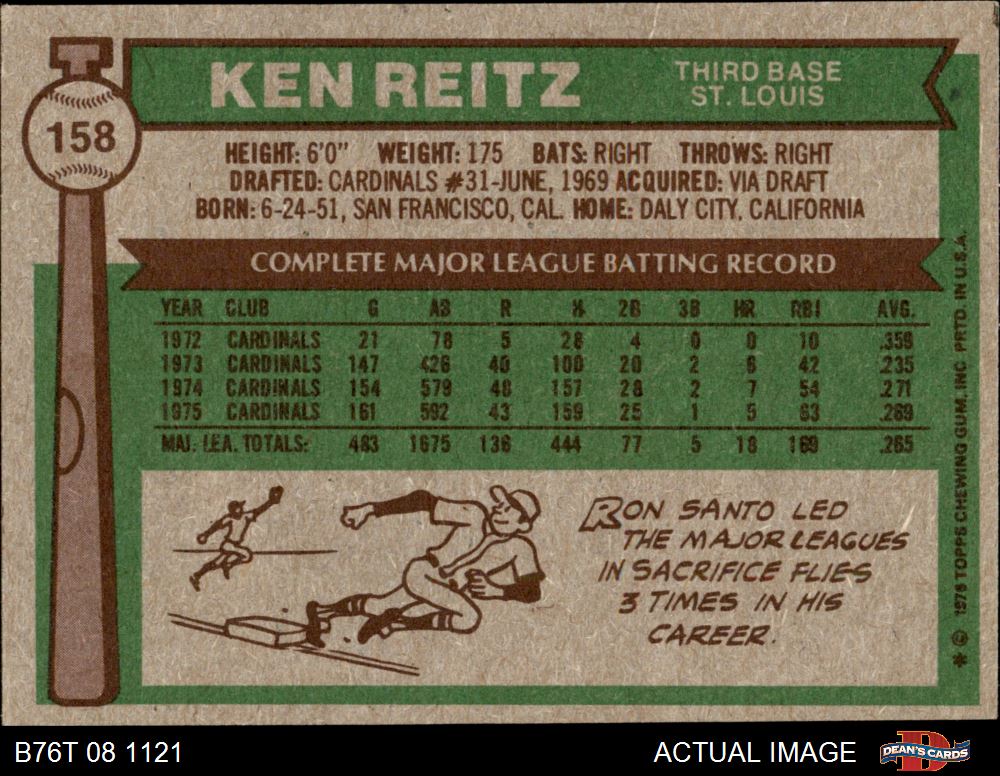 158
KEN REITZ
THIRD BASE
ST. LOUIS
HEIGHT: 6'0" WEIGHT: 175 BATS: RIGHT THROWS: RIGHT
DRAFTED: CARDINALS #31-JUNE, 1969 ACQUIRED: VIA DRAFT
BORN: 6-24-51, SAN FRANCISCO, CAL. HOME: DALY CITY, CALIFORNIA
COMPLETE MAJOR LEAGUE BATTING RECORD
YEAR CLUB G AB R H 2B 3B HR RBI AVG.
1972 CARDINALS 21 78 5 28 4 0 0 10 .359
1973 CARDINALS 147 426 40 100 20 2 6 42 .235
1974 CARDINALS 154 579 48 157 28 2 7 54 .271
1975 CARDINALS 161 592 43 159 25 1 5 63 .269
MAJ. LEA. TOTALS: 483 1675 136 444 77 5 18 169 .265
RON SANTO LED
THE MAJOR LEAGUES
IN SACRIFICE FLIES
3 TIMES IN HIS
CAREER.
* © 1976 TOPPS CHEWING GUM, INC. PRTD. IN U.S.A.
B76T 08 1121
ACTUAL IMAGE
DEAN'S CARDS